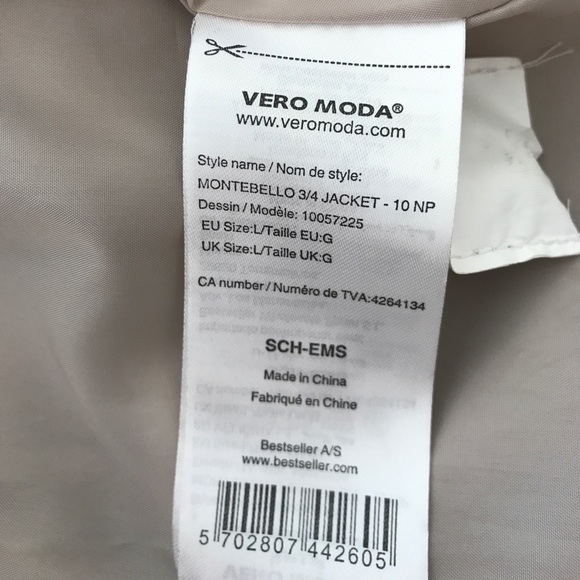 VERO MODA®
www.veromoda.com
Style name / Nom de style:
MONTEBELLO 3/4 JACKET - 10 NP
Dessin / Modèle: 10057225
EU Size:L/Taille EU:G
UK Size:L/Taille UK:G
CA number / Numéro de TVA:4264134
SCH-EMS
Made in China
Fabriqué en Chine
Bestseller A/S
www.bestseller.com
5 702807 442605